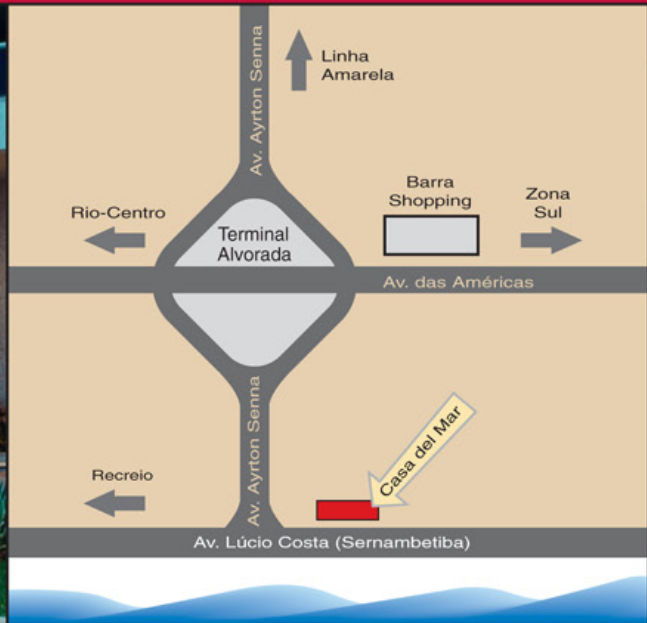 Av. Ayrton Senna
Linha
Amarela
Rio-Centro
Terminal
Alvorada
Barra
Shopping
Zona
Sul
Av. das Américas
Av. Ayrton Senna
Casa del Mar
Recreio
Av. Lúcio Costa (Sernambetiba)